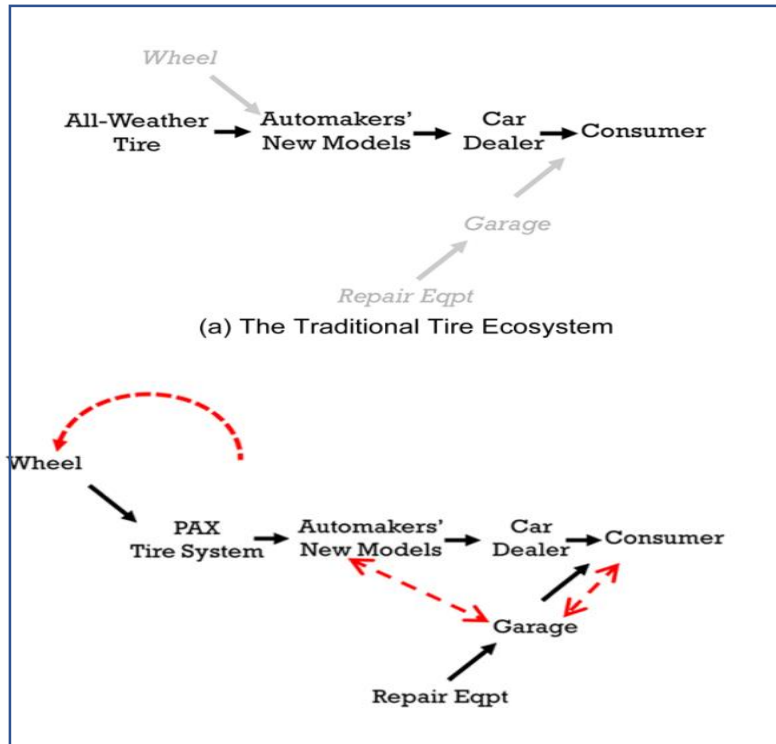 Wheel
All-Weather
Tire
Automakers'
New Models
Car
Dealer
Consumer
Garage
Repair Eqpt
(a) The Traditional Tire Ecosystem
Wheel
PAX
Tire System
Automakers'
New Models
Car
Dealer
Consumer
Garage
Repair Eqpt